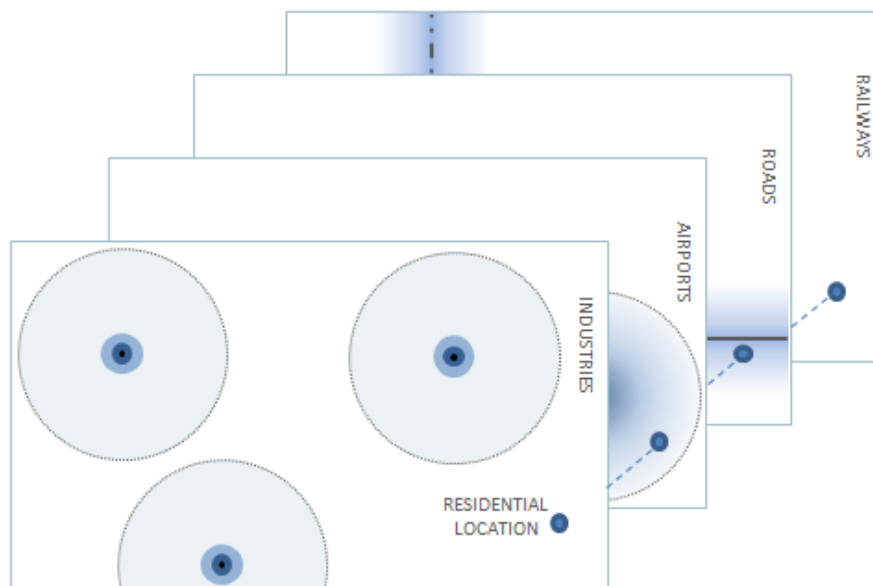 RAILWAYS
ROADS
AIRPORTS
INDUSTRIES
RESIDENTIAL
LOCATION